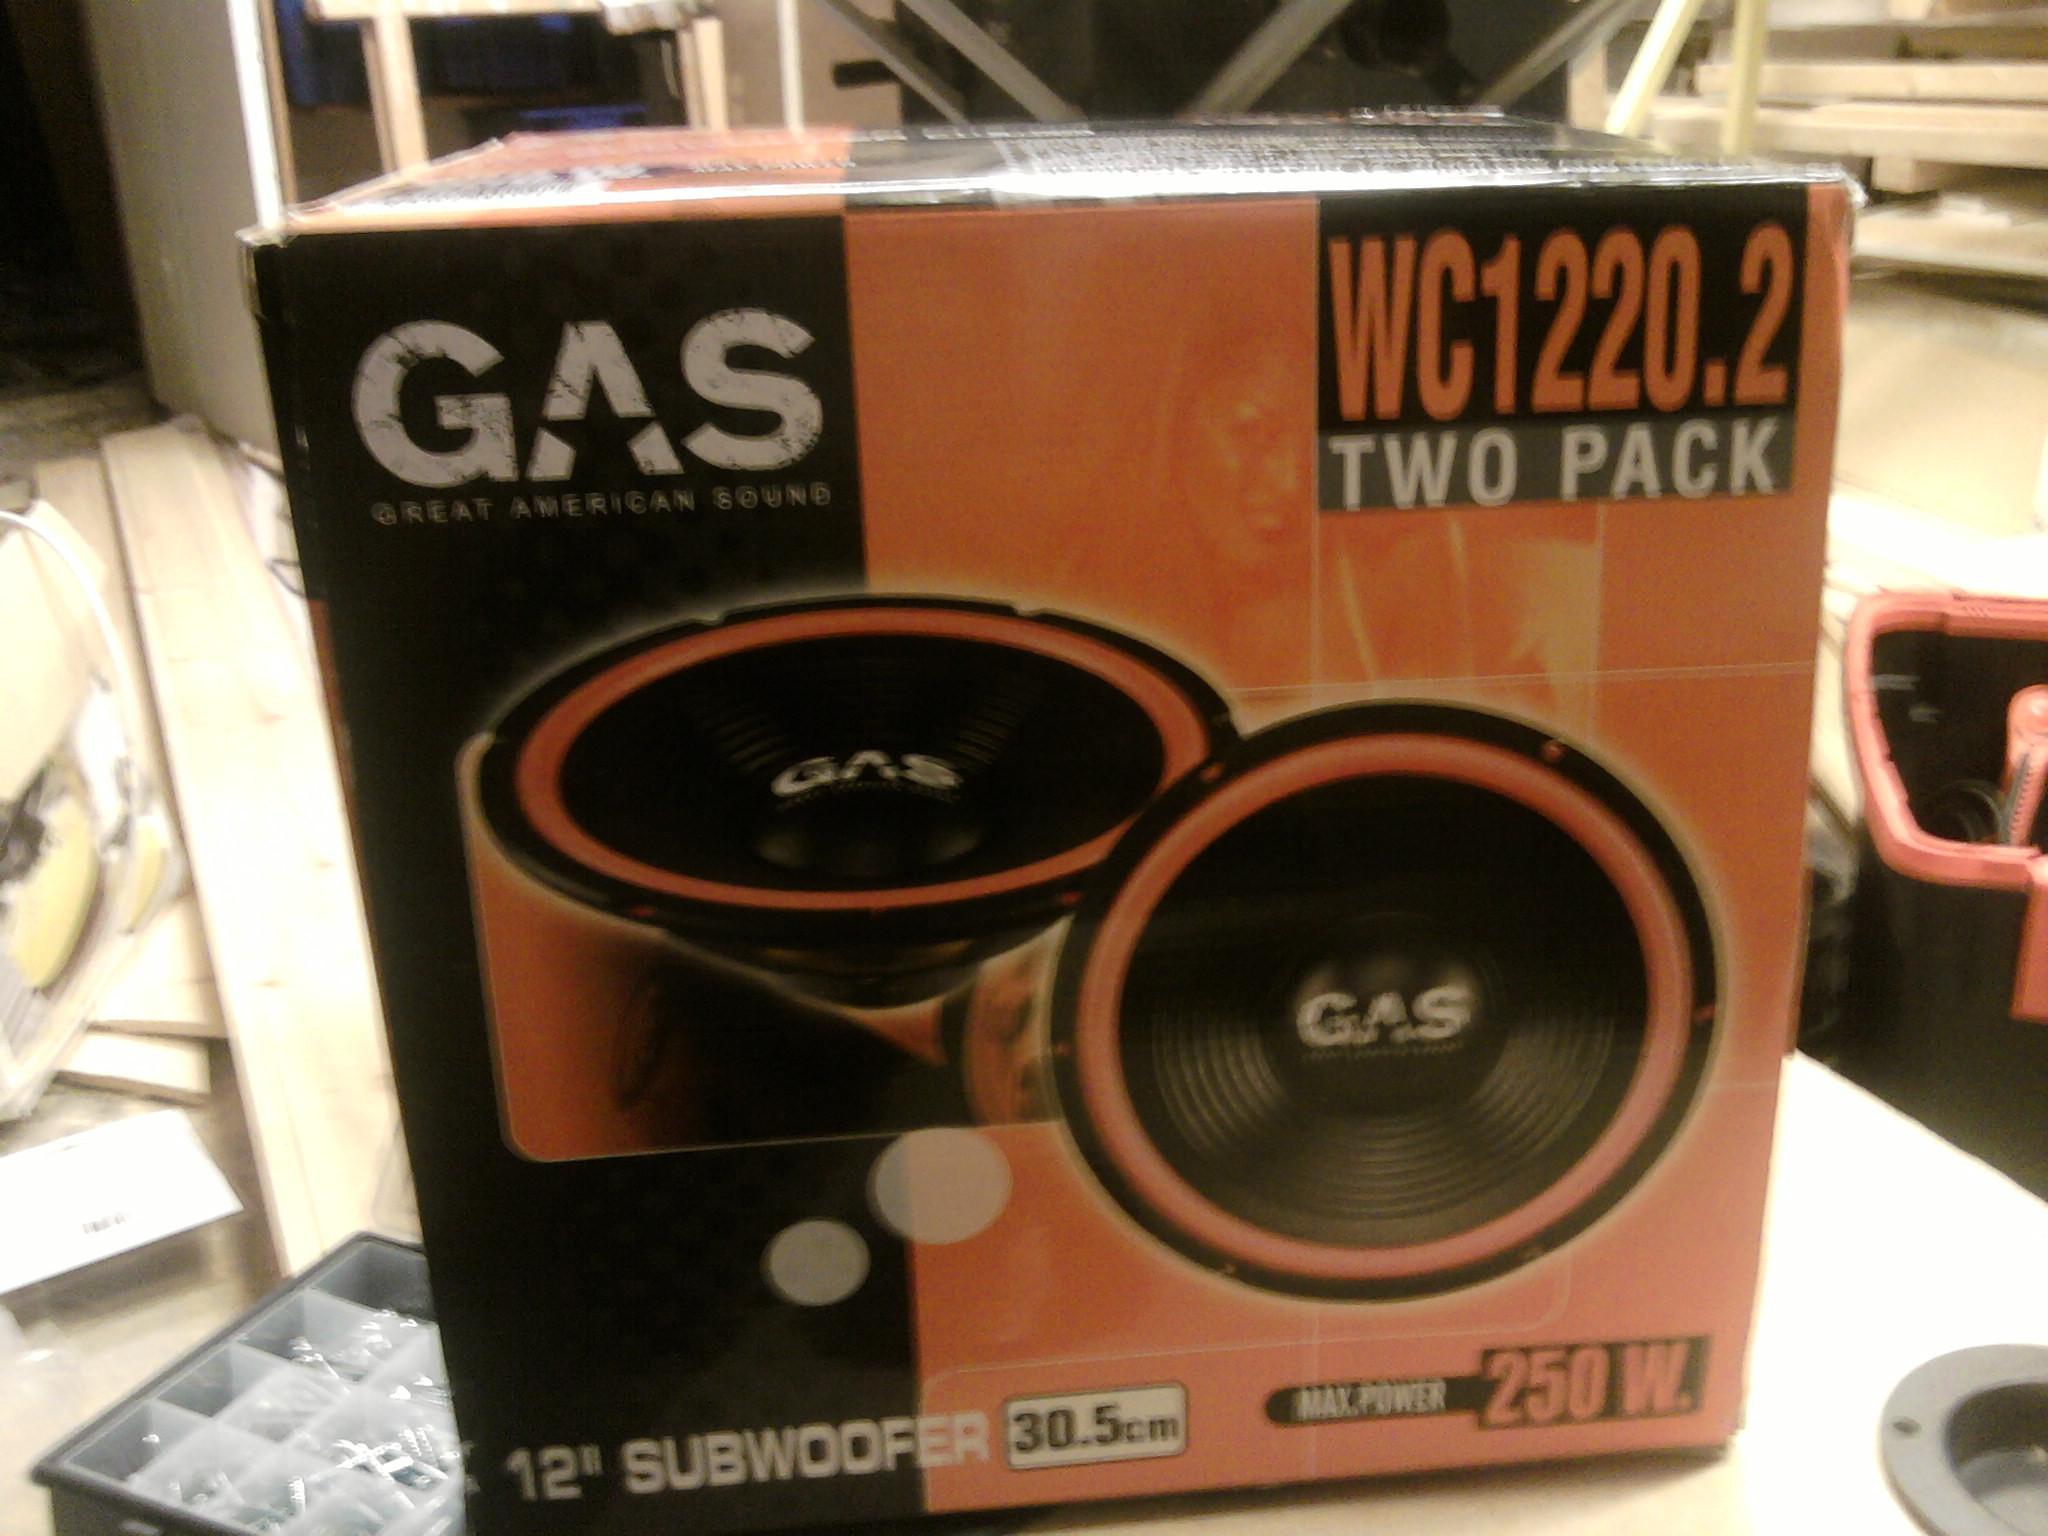 GAS
GREAT AMERICAN SOUND
WC1220.2
TWO PACK
GAS
GAS
12" SUBWOOFER
30.5cm
MAX.POWER
250 W.